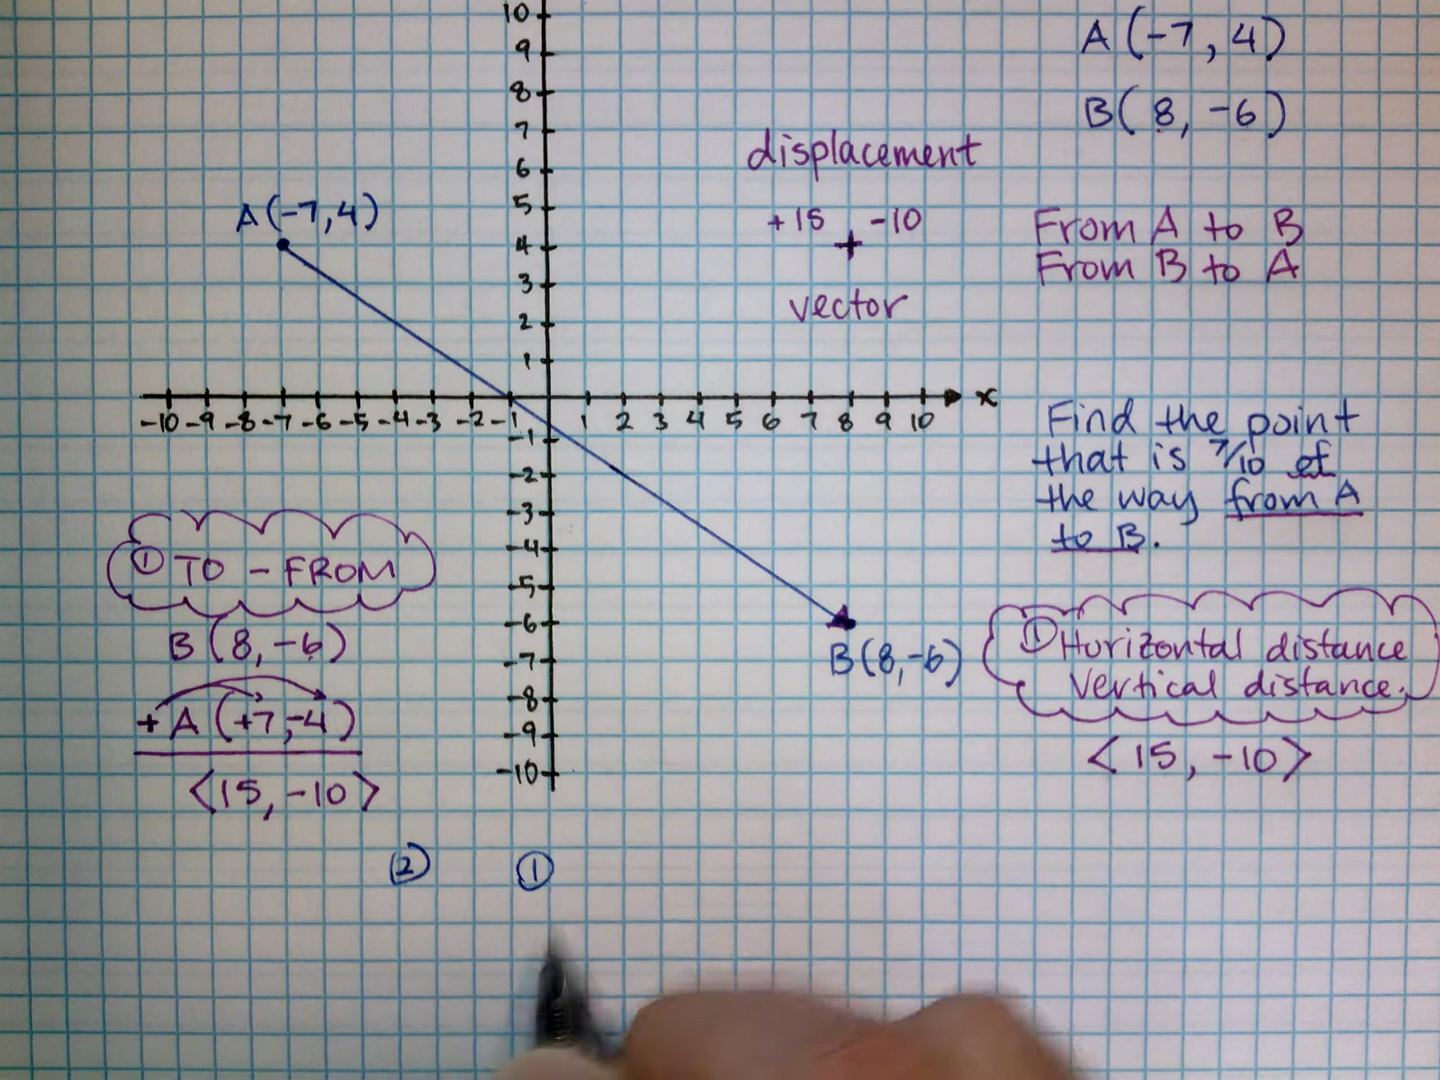 A(-7,4)
B(8,-6)
displacement
+15 -10
+
vector
From A to B
From B to A
A(-7,4)
10
9
8
7
6
5
4
3
2
1
-10 -9 -8 -7 -6 -5 -4 -3 -2 -1 1 2 3 4 5 6 7 8 9 10 x
-1
-2
-3
-4
-5
-6
-7
-8
-9
-10
B(8,-6)
Find the point
that is 7/10 of
the way from A
to B.
① TO - FROM
B(8,-6)
+ A(+7,-4)
<15,-10>
① Horizontal distance
Vertical distance.
<15,-10>
② ①